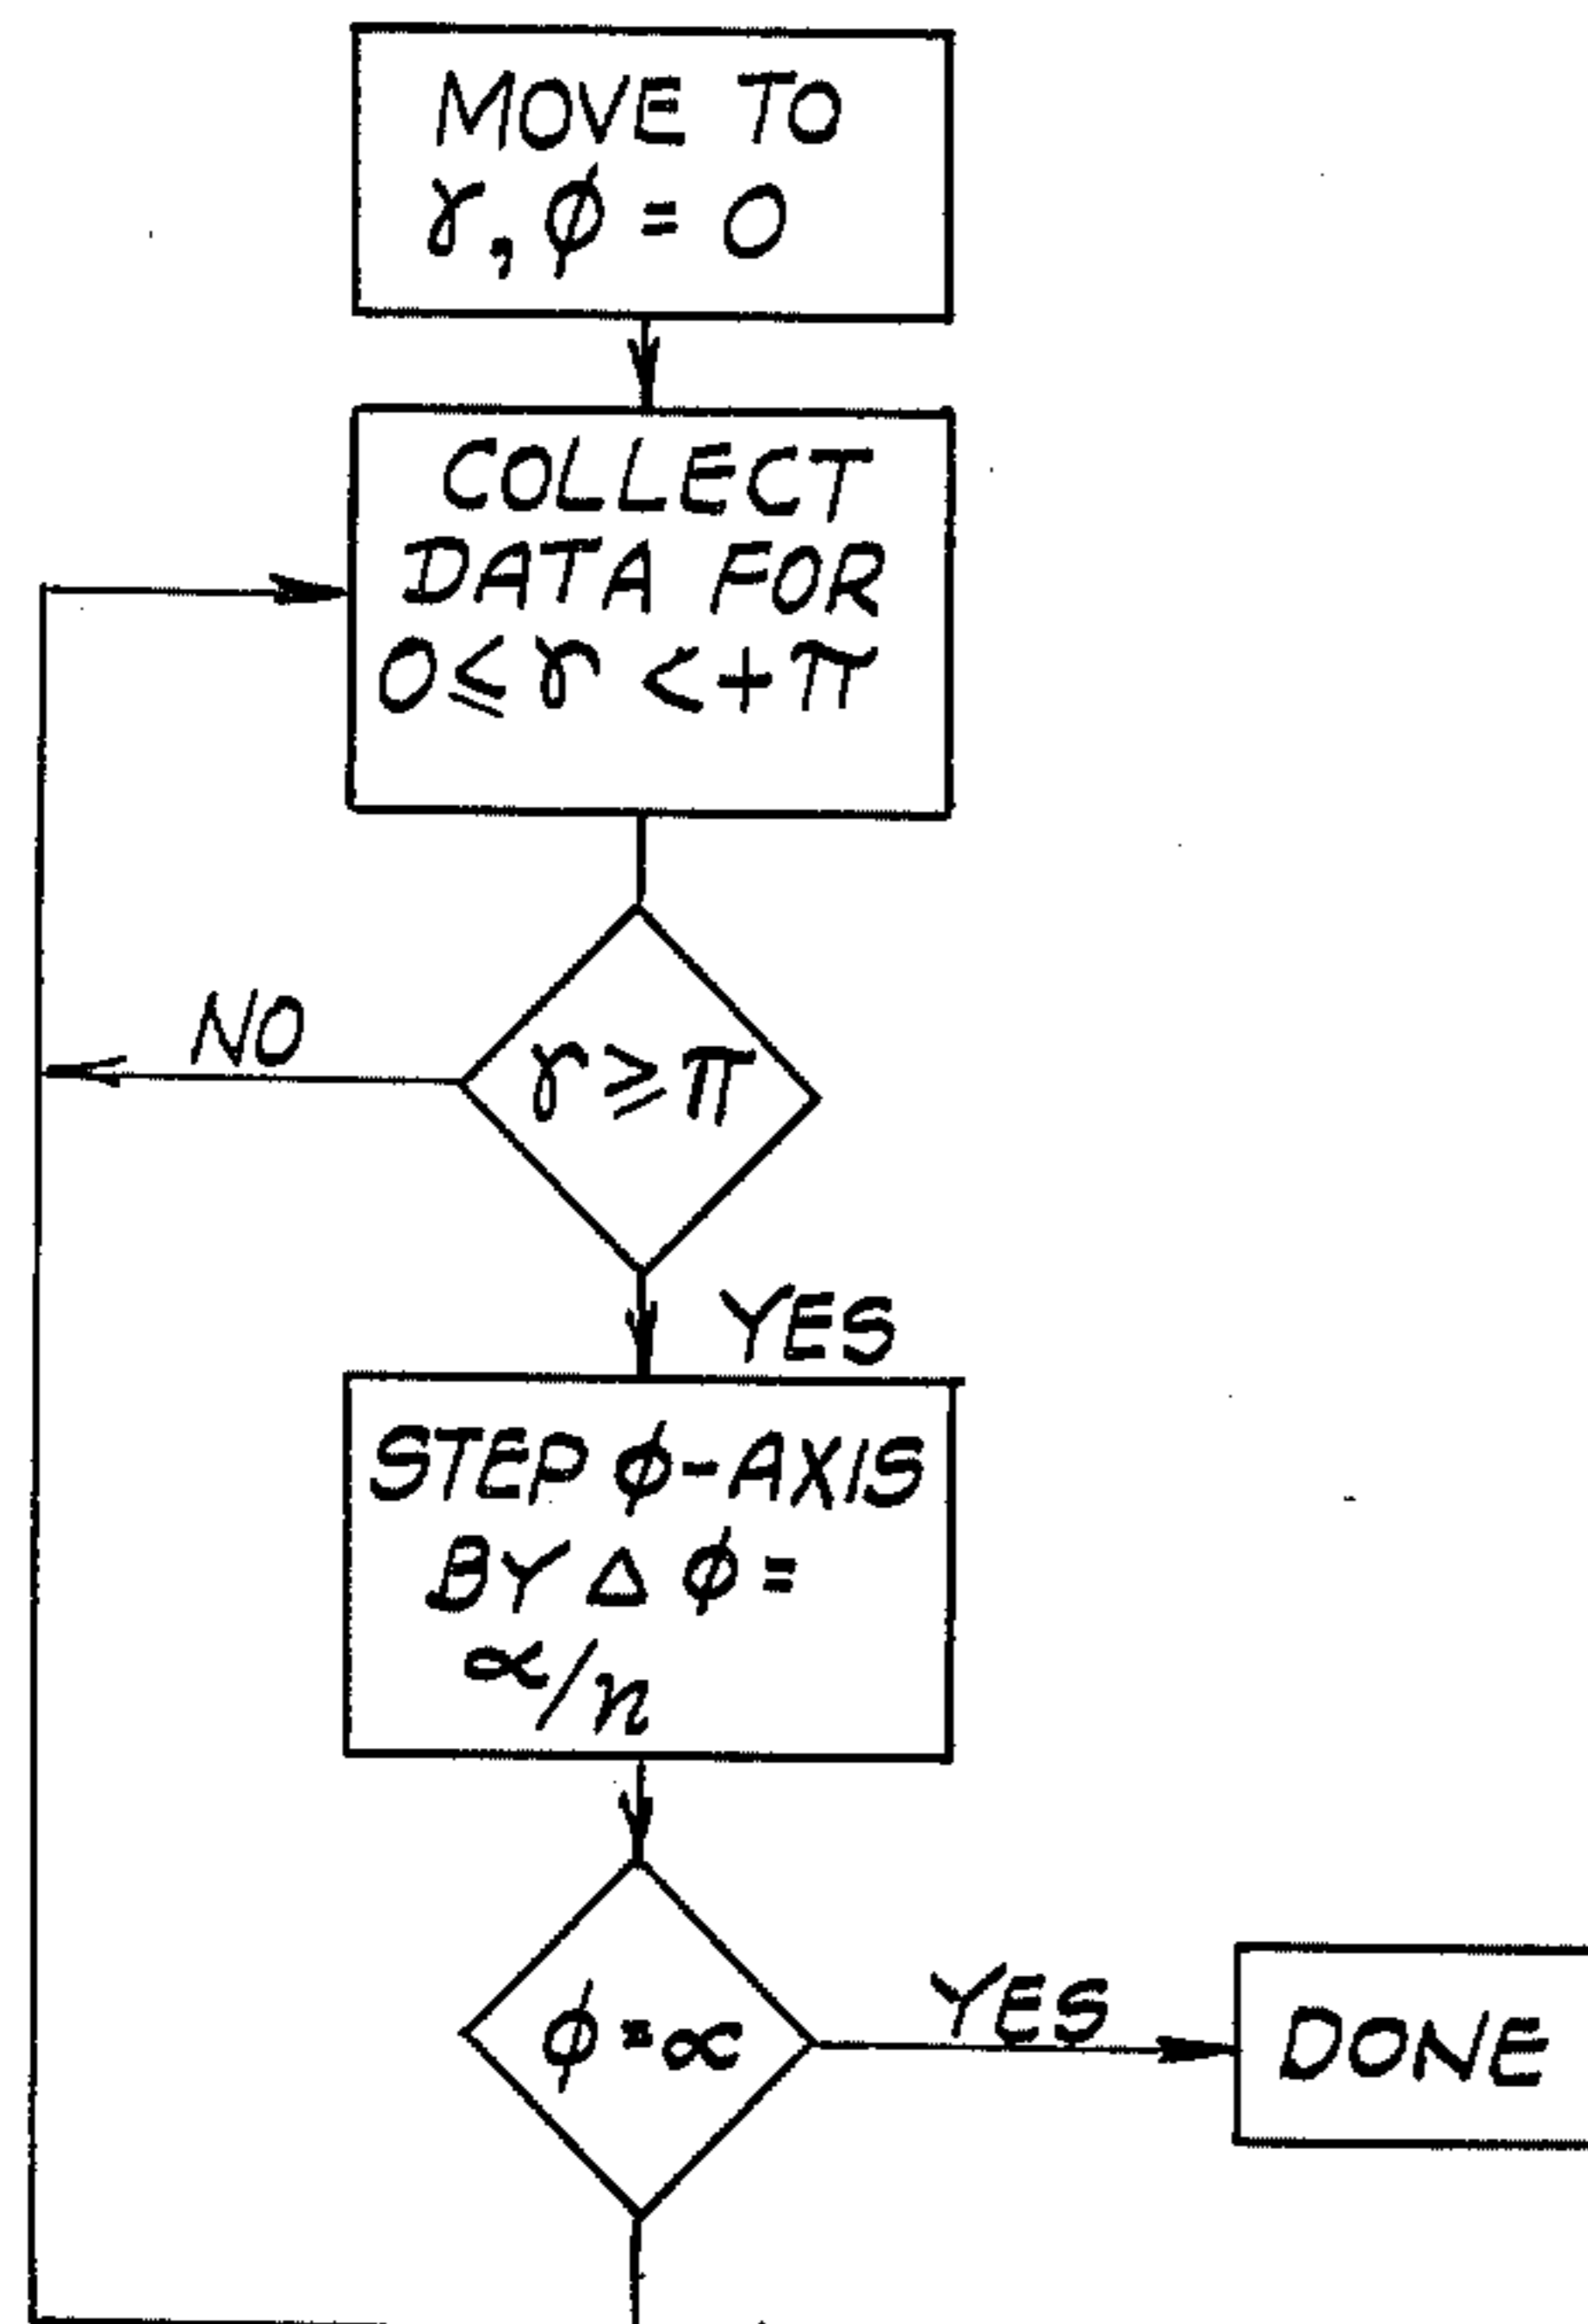 MOVE TO
γ, φ = 0
COLLECT
DATA FOR
0≤γ<+π
NO
γ≥π
YES
STEP φ-AXIS
BY Δφ=
α/n
φ=α
YES
DONE